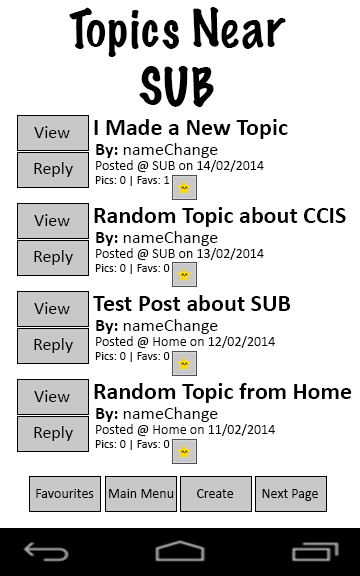 Topics Near
SUB
View
I Made a New Topic
By: nameChange
Reply
Posted @ SUB on 14/02/2014
Pics: 0 | Favs: 1
View
Random Topic about CCIS
By: nameChange
Reply
Posted @ SUB on 13/02/2014
Pics: 0 | Favs: 0
View
Test Post about SUB
By: nameChange
Reply
Posted @ Home on 12/02/2014
Pics: 0 | Favs: 0
View
Random Topic from Home
By: nameChange
Reply
Posted @ Home on 11/02/2014
Pics: 0 | Favs: 0
Favourites Main Menu Create Next Page